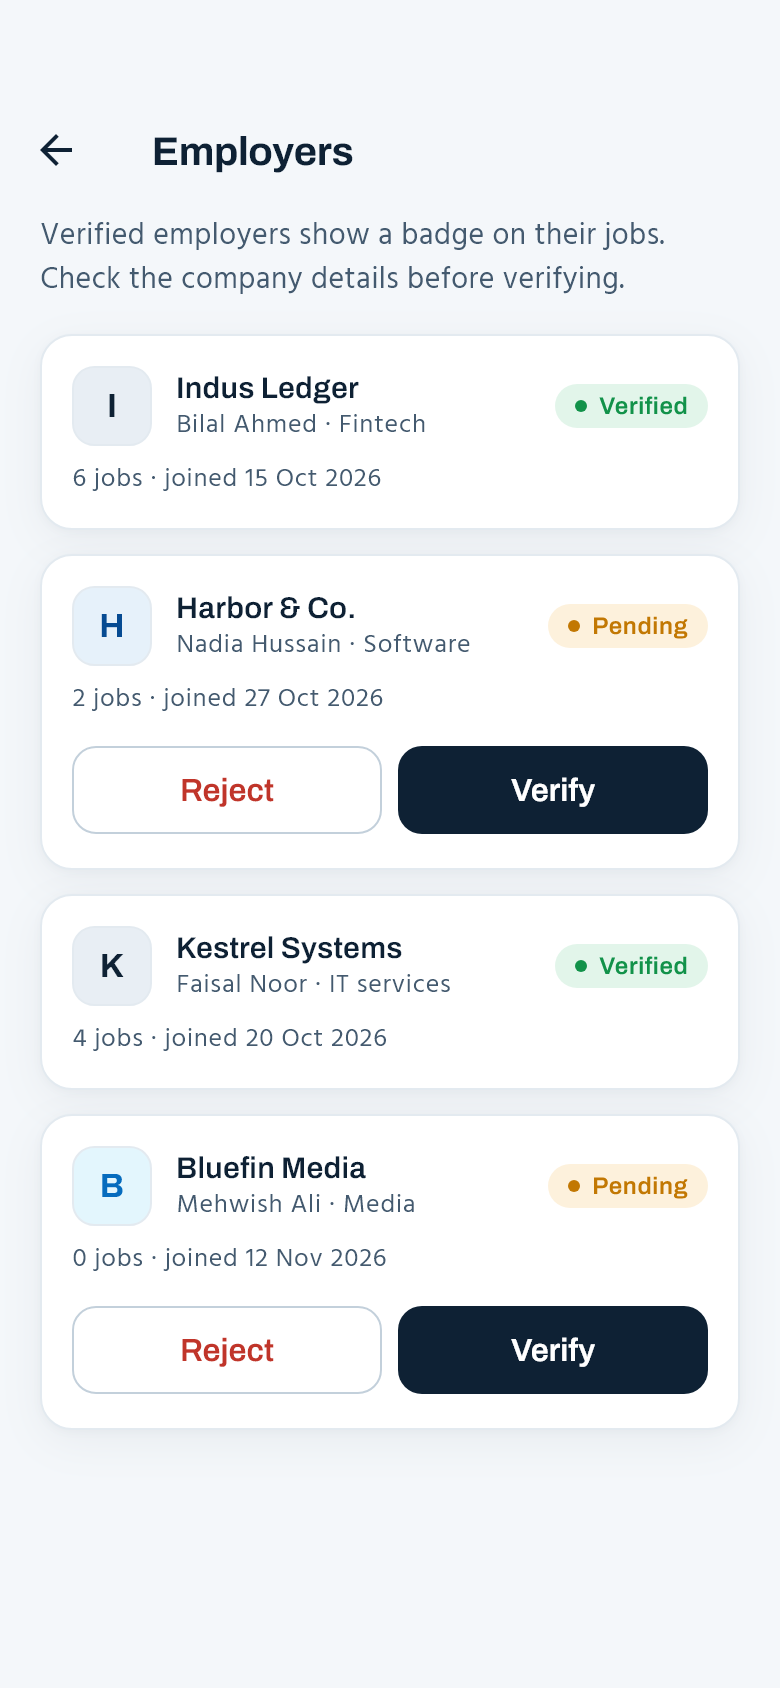 Employers
Verified employers show a badge on their jobs.
Check the company details before verifying.
I
Indus Ledger
Bilal Ahmed · Fintech
Verified
6 jobs · joined 15 Oct 2026
H
Harbor & Co.
Nadia Hussain · Software
Pending
2 jobs · joined 27 Oct 2026
Reject
Verify
K
Kestrel Systems
Faisal Noor · IT services
Verified
4 jobs · joined 20 Oct 2026
B
Bluefin Media
Mehwish Ali · Media
Pending
0 jobs · joined 12 Nov 2026
Reject
Verify